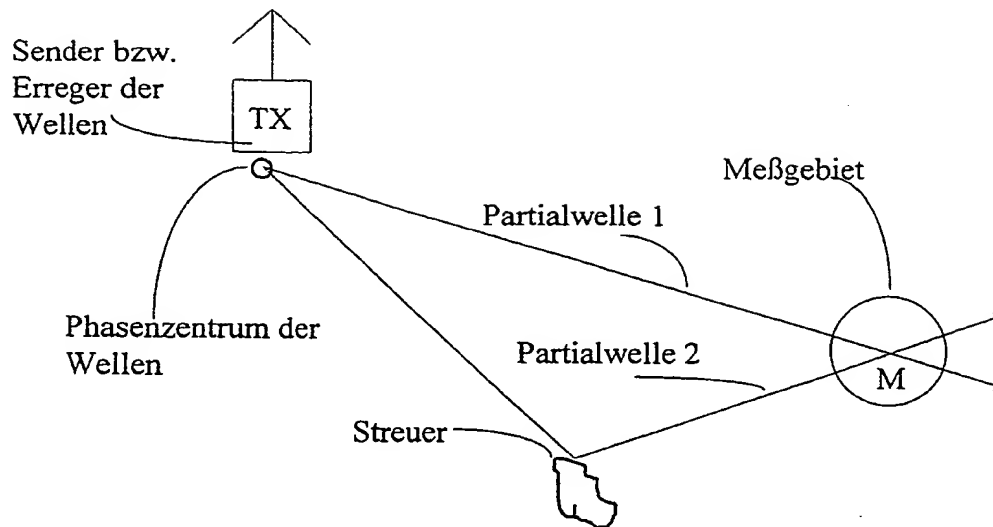 Sender bzw.
Erreger der
Wellen
TX
Meßgebiet
Partialwelle 1
Phasenzentrum der
Wellen
Partialwelle 2
M
Streuer